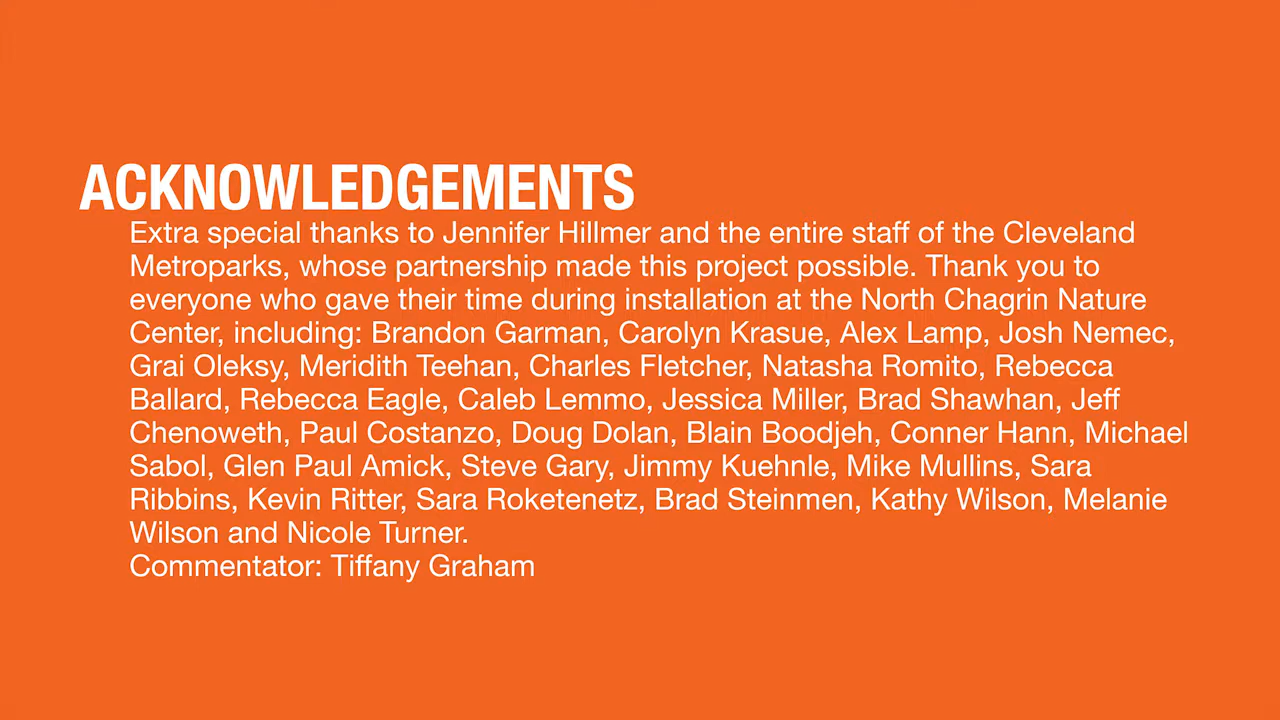 ACKNOWLEDGEMENTS
Extra special thanks to Jennifer Hillmer and the entire staff of the Cleveland
Metroparks, whose partnership made this project possible. Thank you to
everyone who gave their time during installation at the North Chagrin Nature
Center, including: Brandon Garman, Carolyn Krasue, Alex Lamp, Josh Nemec,
Grai Oleksy, Meridith Teehan, Charles Fletcher, Natasha Romito, Rebecca
Ballard, Rebecca Eagle, Caleb Lemmo, Jessica Miller, Brad Shawhan, Jeff
Chenoweth, Paul Costanzo, Doug Dolan, Blain Boodjeh, Conner Hann, Michael
Sabol, Glen Paul Amick, Steve Gary, Jimmy Kuehnle, Mike Mullins, Sara
Ribbins, Kevin Ritter, Sara Roketenetz, Brad Steinmen, Kathy Wilson, Melanie
Wilson and Nicole Turner.
Commentator: Tiffany Graham